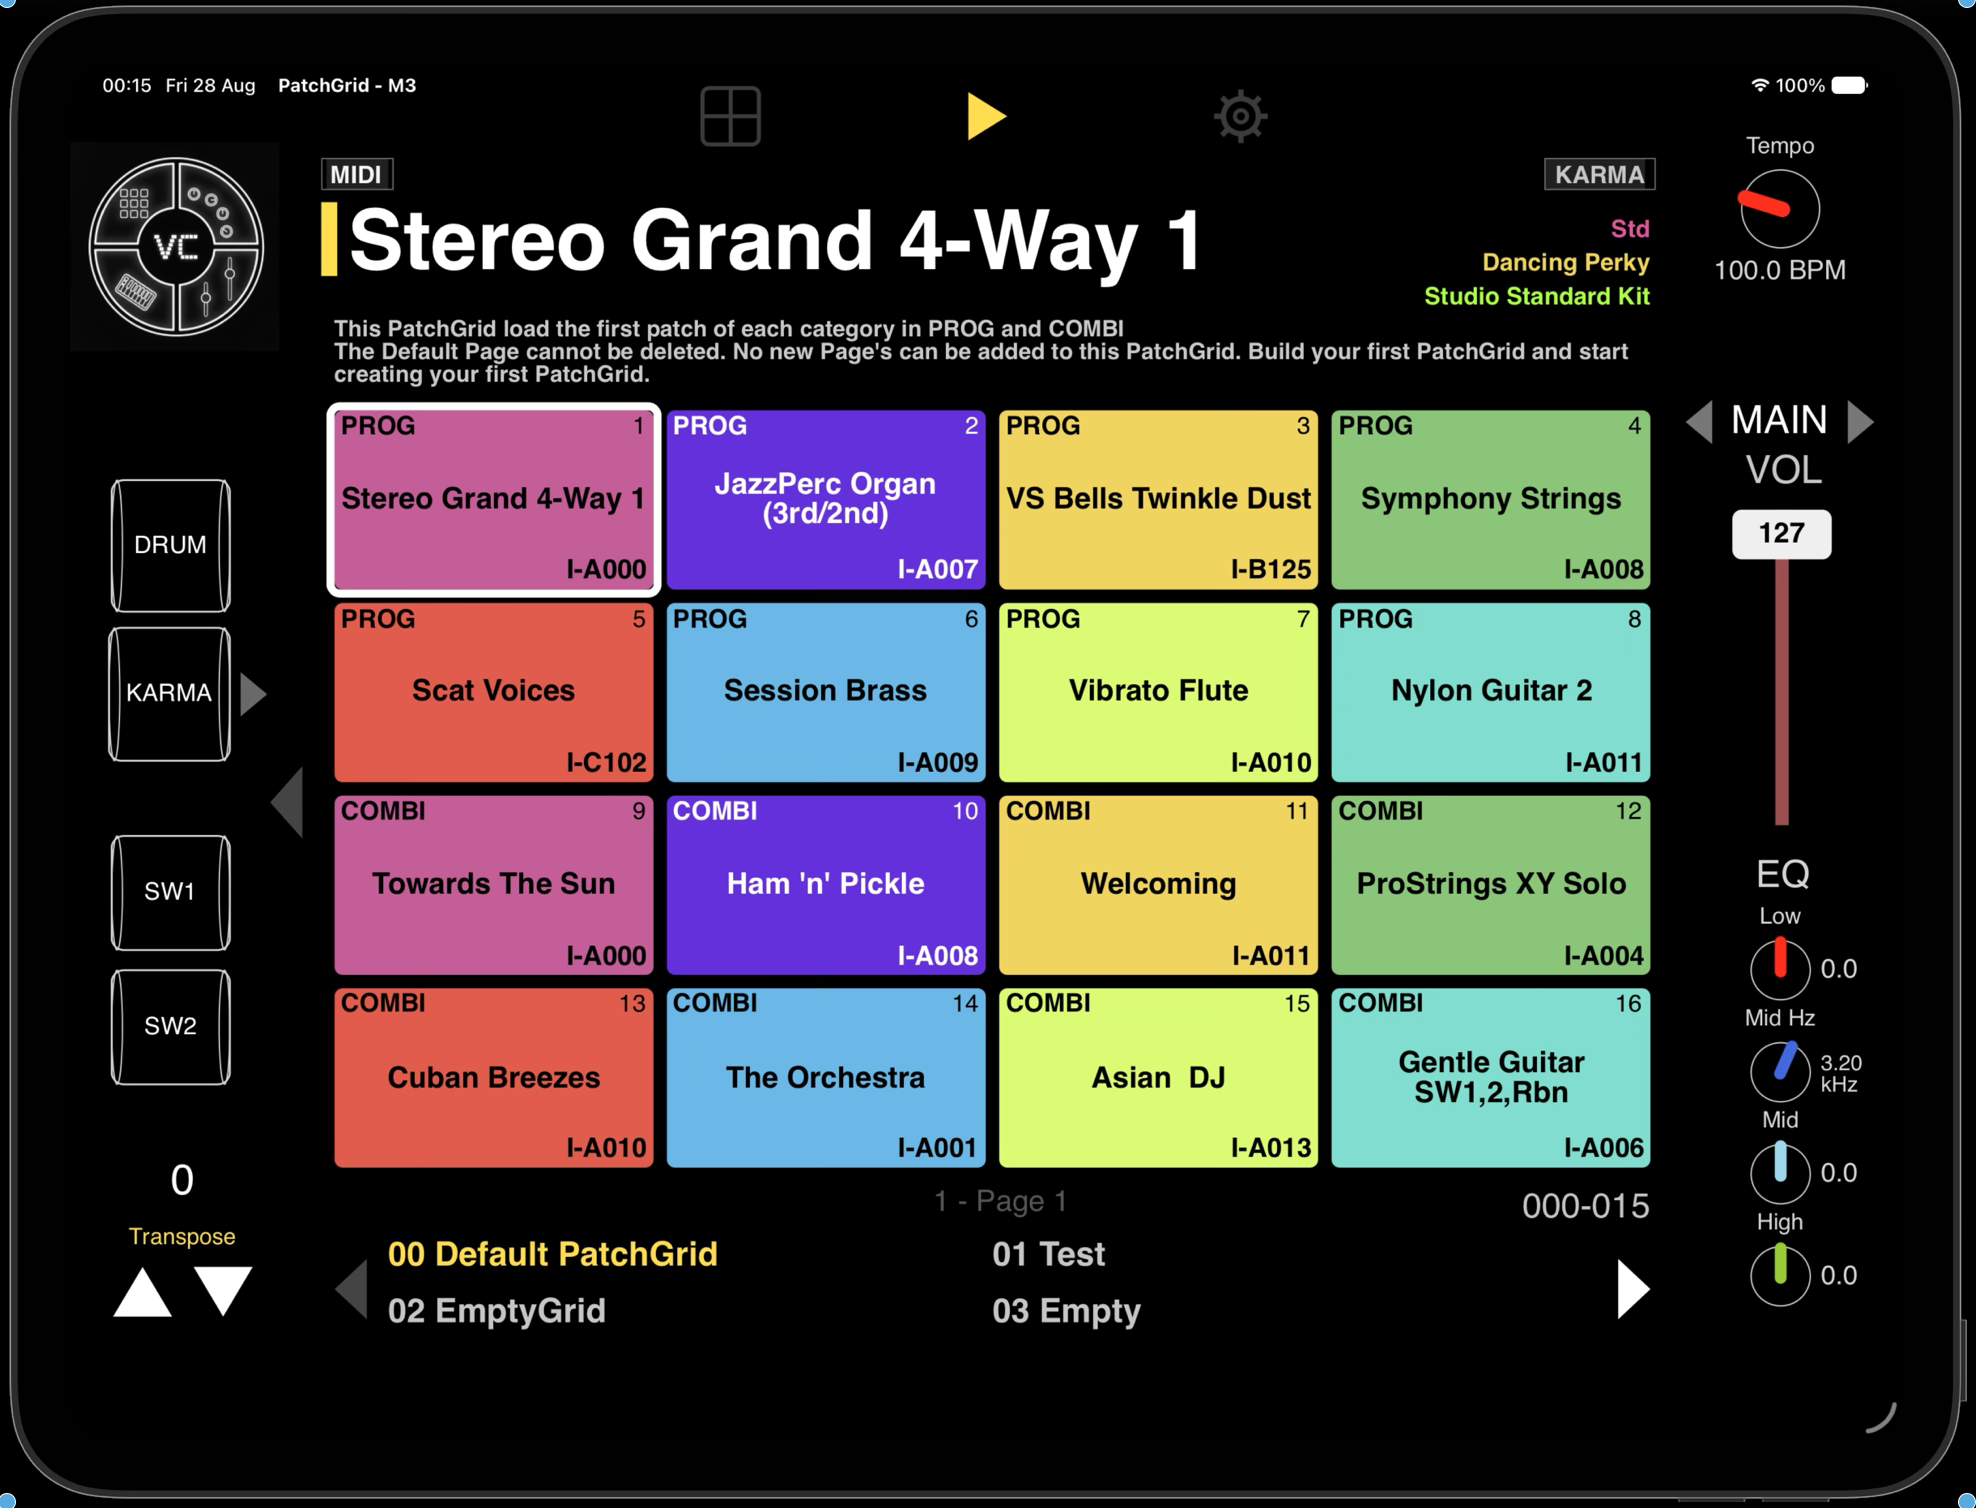 00:15 Fri 28 Aug PatchGrid - M3
100%
VC
MIDI
KARMA
Stereo Grand 4-Way 1
Std
Dancing Perky
Studio Standard Kit
Tempo
100.0 BPM
This PatchGrid load the first patch of each category in PROG and COMBI
The Default Page cannot be deleted. No new Page's can be added to this PatchGrid. Build your first PatchGrid and start
creating your first PatchGrid.
DRUM
KARMA
SW1
SW2
0
Transpose
PROG 1
Stereo Grand 4-Way 1
I-A000
PROG 2
JazzPerc Organ
(3rd/2nd)
I-A007
PROG 3
VS Bells Twinkle Dust
I-B125
PROG 4
Symphony Strings
I-A008
PROG 5
Scat Voices
I-C102
PROG 6
Session Brass
I-A009
PROG 7
Vibrato Flute
I-A010
PROG 8
Nylon Guitar 2
I-A011
COMBI 9
Towards The Sun
I-A000
COMBI 10
Ham 'n' Pickle
I-A008
COMBI 11
Welcoming
I-A011
COMBI 12
ProStrings XY Solo
I-A004
COMBI 13
Cuban Breezes
I-A010
COMBI 14
The Orchestra
I-A001
COMBI 15
Asian  DJ
I-A013
COMBI 16
Gentle Guitar
SW1,2,Rbn
I-A006
1 - Page 1
000-015
00 Default PatchGrid
01 Test
02 EmptyGrid
03 Empty
MAIN
VOL
127
EQ
Low
0.0
Mid Hz
3.20
kHz
Mid
0.0
High
0.0